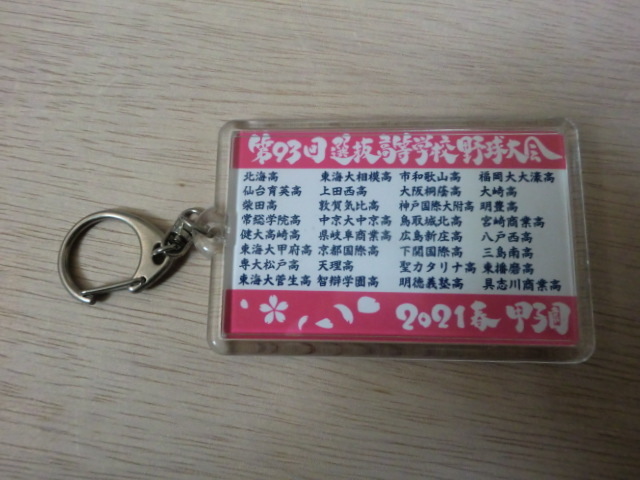 第93回 選抜高等学校野球大会
北海高 東海大相模高 市和歌山高 福岡大大濠高
仙台育英高 上田西高 大阪桐蔭高 大崎高
柴田高 敦賀気比高 神戸国際大附高 明豊高
常総学院高 中京大中京高 鳥取城北高 宮崎商業高
健大高崎高 県岐阜商業高 広島新庄高 八戸西高
東海大甲府高 京都国際高 下関国際高 三島南高
専大松戸高 天理高 聖カタリナ高 東播磨高
東海大菅生高 智辯学園高 明徳義塾高 具志川商業高
2021春 甲子園